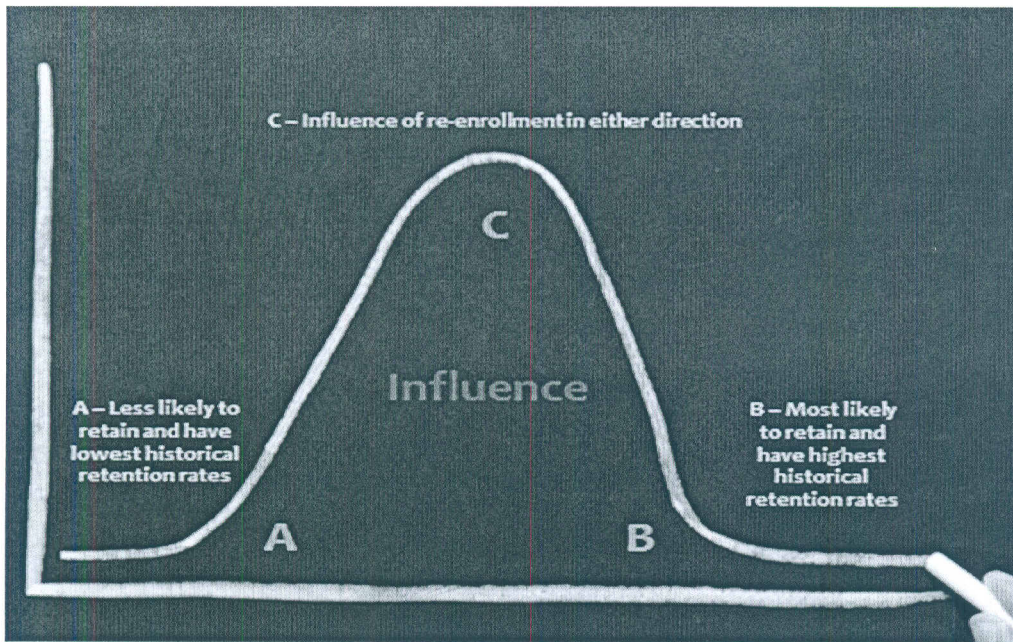 C – Influence of re-enrollment in either direction
C
Influence
A – Less likely to
retain and have
lowest historical
retention rates
B – Most likely
to retain and
have highest
historical
retention rates
A
B